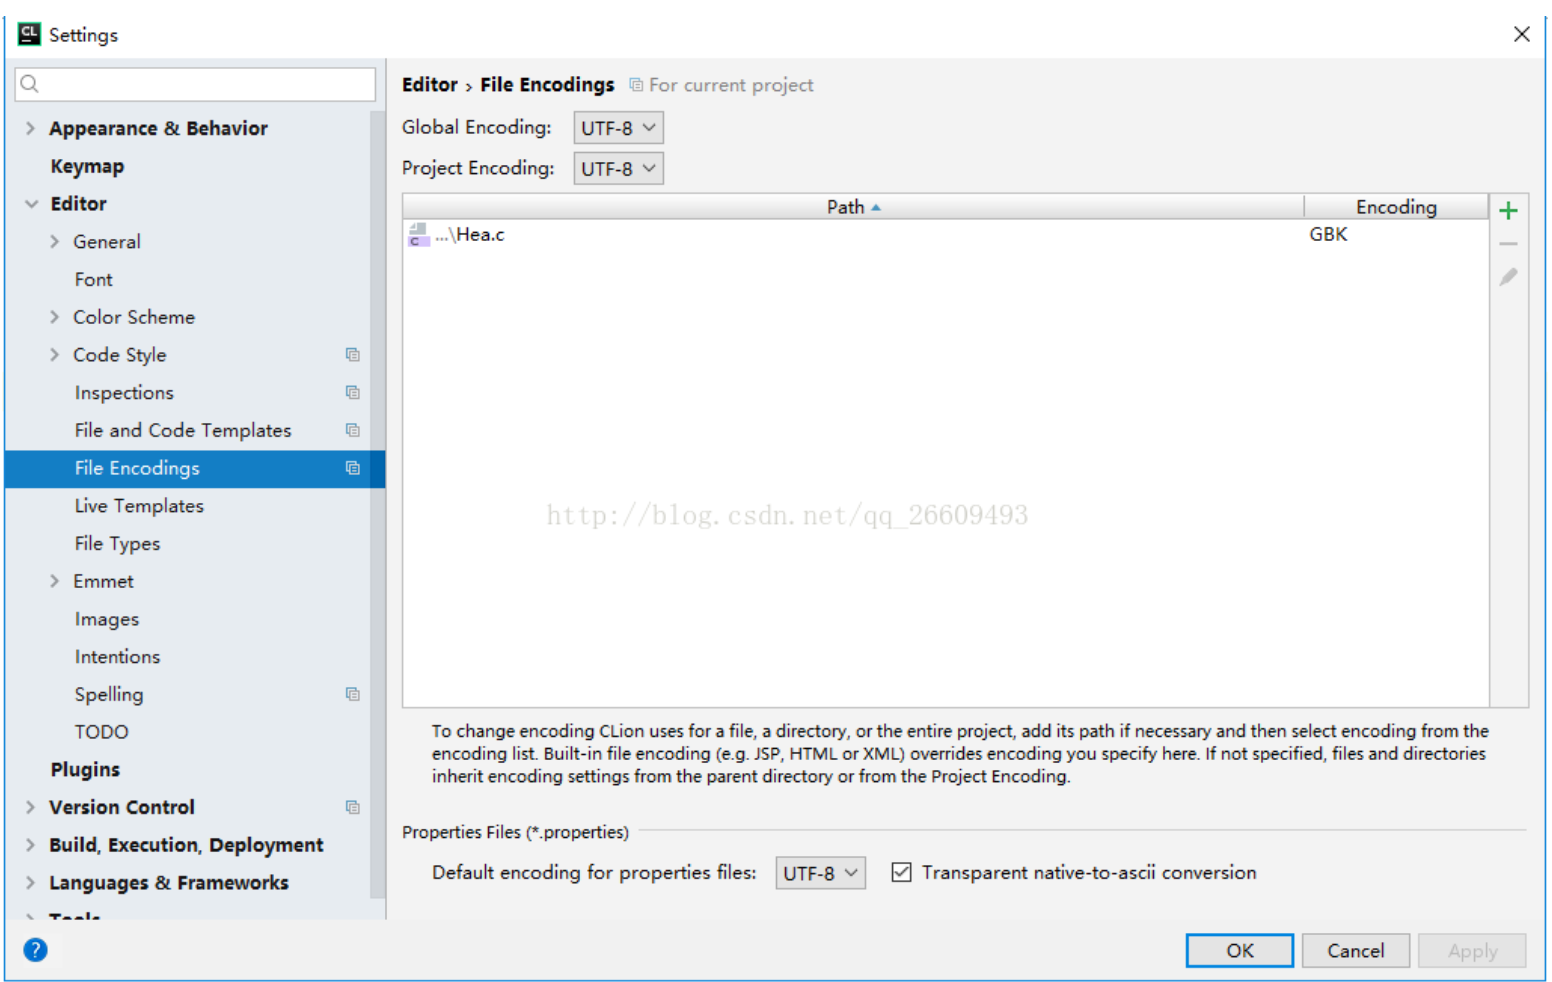 CL Settings
Editor › File Encodings For current project
Global Encoding: UTF-8
Project Encoding: UTF-8
Path Encoding
C ...\Hea.c GBK
Appearance & Behavior
Keymap
Editor
General
Font
Color Scheme
Code Style
Inspections
File and Code Templates
File Encodings
Live Templates
File Types
Emmet
Images
Intentions
Spelling
TODO
Plugins
Version Control
Build, Execution, Deployment
Languages & Frameworks
Tools
http://blog.csdn.net/qq_26609493
To change encoding CLion uses for a file, a directory, or the entire project, add its path if necessary and then select encoding from the
encoding list. Built-in file encoding (e.g. JSP, HTML or XML) overrides encoding you specify here. If not specified, files and directories
inherit encoding settings from the parent directory or from the Project Encoding.
Properties Files (*.properties)
Default encoding for properties files: UTF-8 Transparent native-to-ascii conversion
? OK Cancel Apply